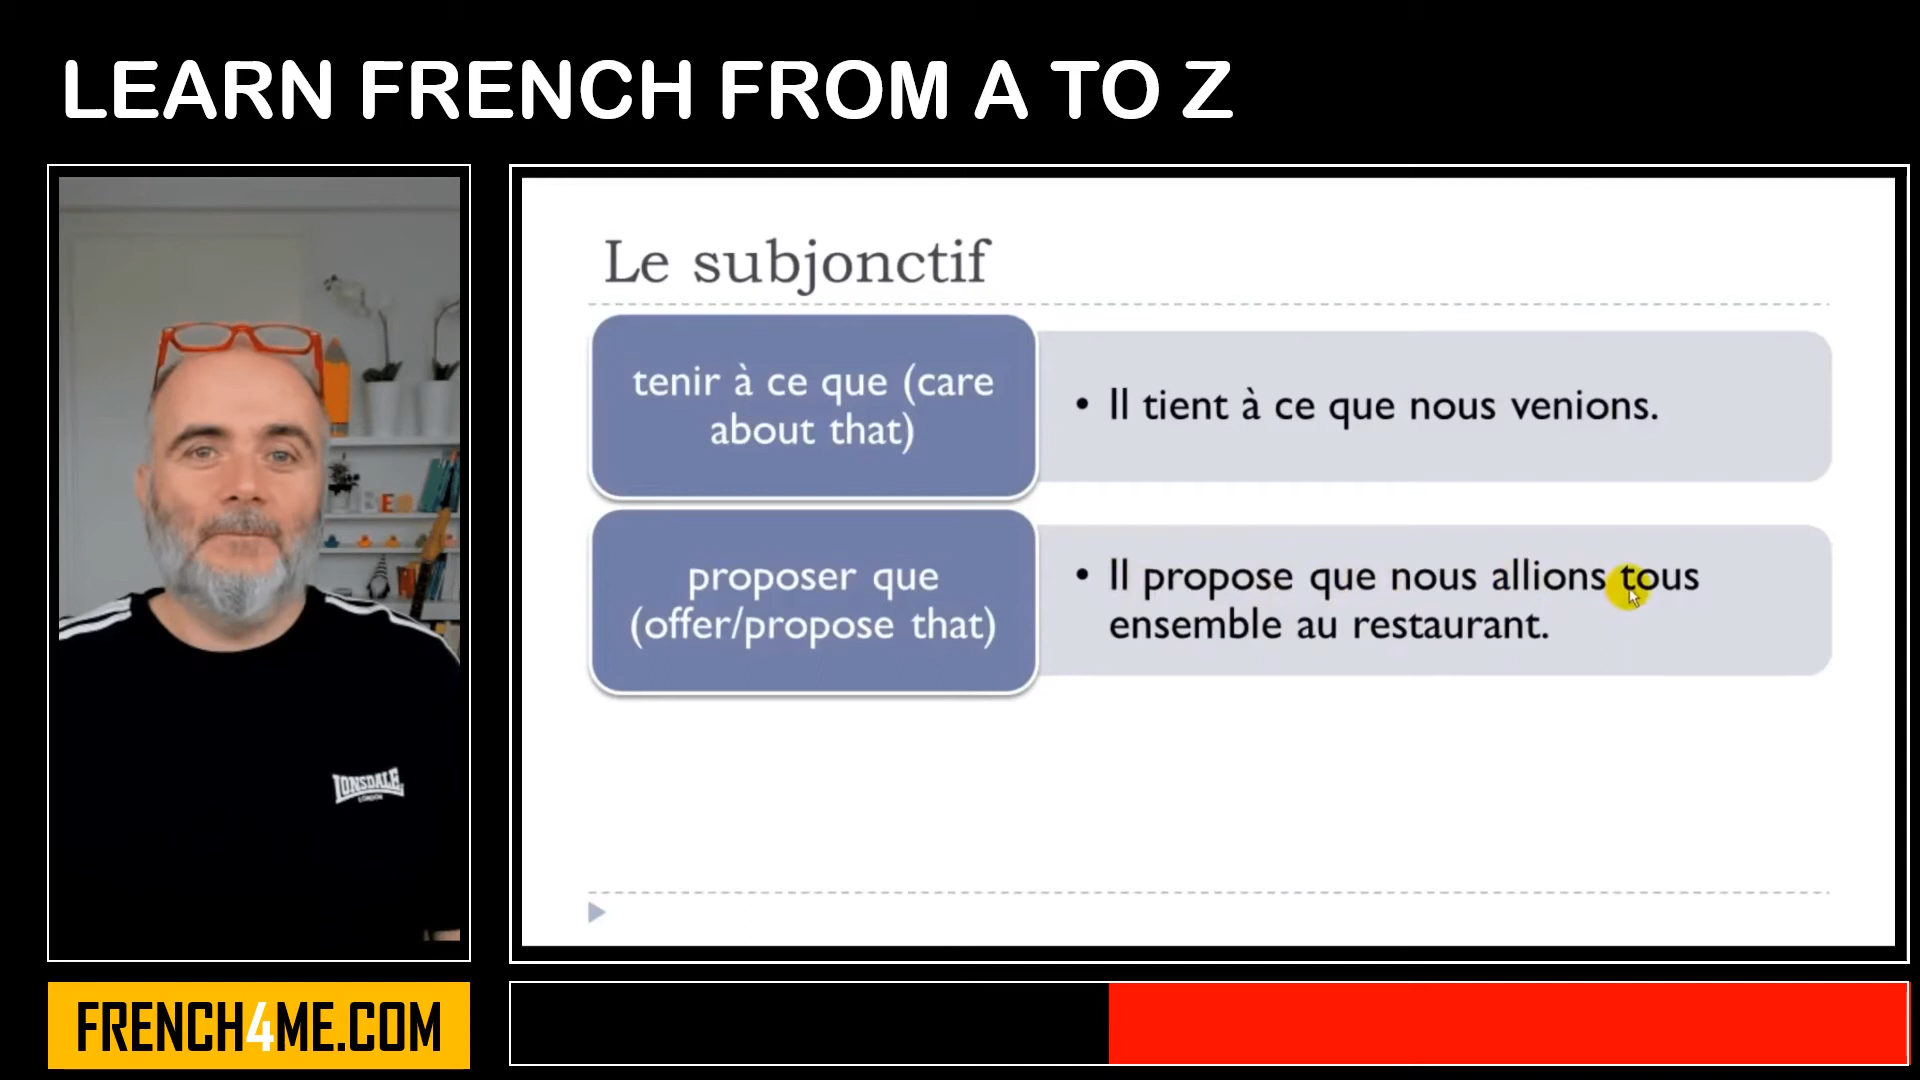 LEARN FRENCH FROM A TO Z
Le subjonctif
tenir à ce que (care
about that)
• Il tient à ce que nous venions.
proposer que
(offer/propose that)
• Il propose que nous allions tous
ensemble au restaurant.
LONSDALE
LONDON
FRENCH4ME.COM